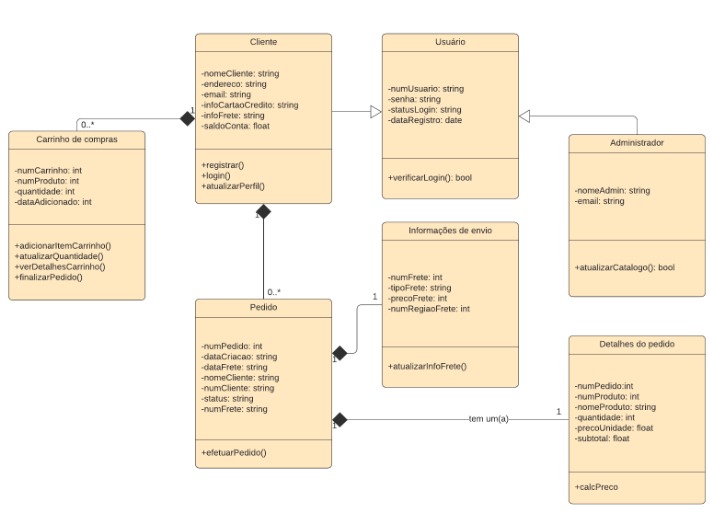 Cliente
-nomeCliente: string
-endereco: string
-email: string
-infoCartaoCredito: string
-infoFrete: string
-saldoConta: float
+registrar()
+login()
+atualizarPerfil()
Usuário
-numUsuario: string
-senha: string
-statusLogin: string
-dataRegistro: date
+verificarLogin(): bool
1
0..*
Carrinho de compras
-numCarrinho: int
-numProduto: int
-quantidade: int
-dataAdicionado: int
+adicionarItemCarrinho()
+atualizarQuantidade()
+verDetalhesCarrinho()
+finalizarPedido()
Administrador
-nomeAdmin: string
-email: string
+atualizarCatalogo(): bool
1
0..*
Informações de envio
-numFrete: int
-tipoFrete: string
-precoFrete: int
-numRegiaoFrete: int
+atualizarInfoFrete()
1
1
Pedido
-numPedido: int
-dataCriacao: string
-dataFrete: string
-nomeCliente: string
-numCliente: string
-status: string
-numFrete: string
+efetuarPedido()
1
tem um(a)
1
Detalhes do pedido
-numPedido:int
-numProduto: int
-nomeProduto: string
-quantidade: int
-precoUnidade: float
-subtotal: float
+calcPreco